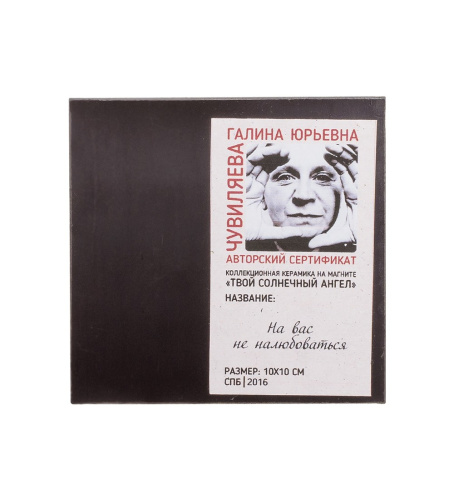 ГАЛИНА ЮРЬЕВНА
ЧУВИЛЯЕВА
АВТОРСКИЙ СЕРТИФИКАТ
КОЛЛЕКЦИОННАЯ КЕРАМИКА НА МАГНИТЕ
«ТВОЙ СОЛНЕЧНЫЙ АНГЕЛ»
НАЗВАНИЕ:
На вас
не налюбоваться
РАЗМЕР: 10X10 СМ
СПБ|2016